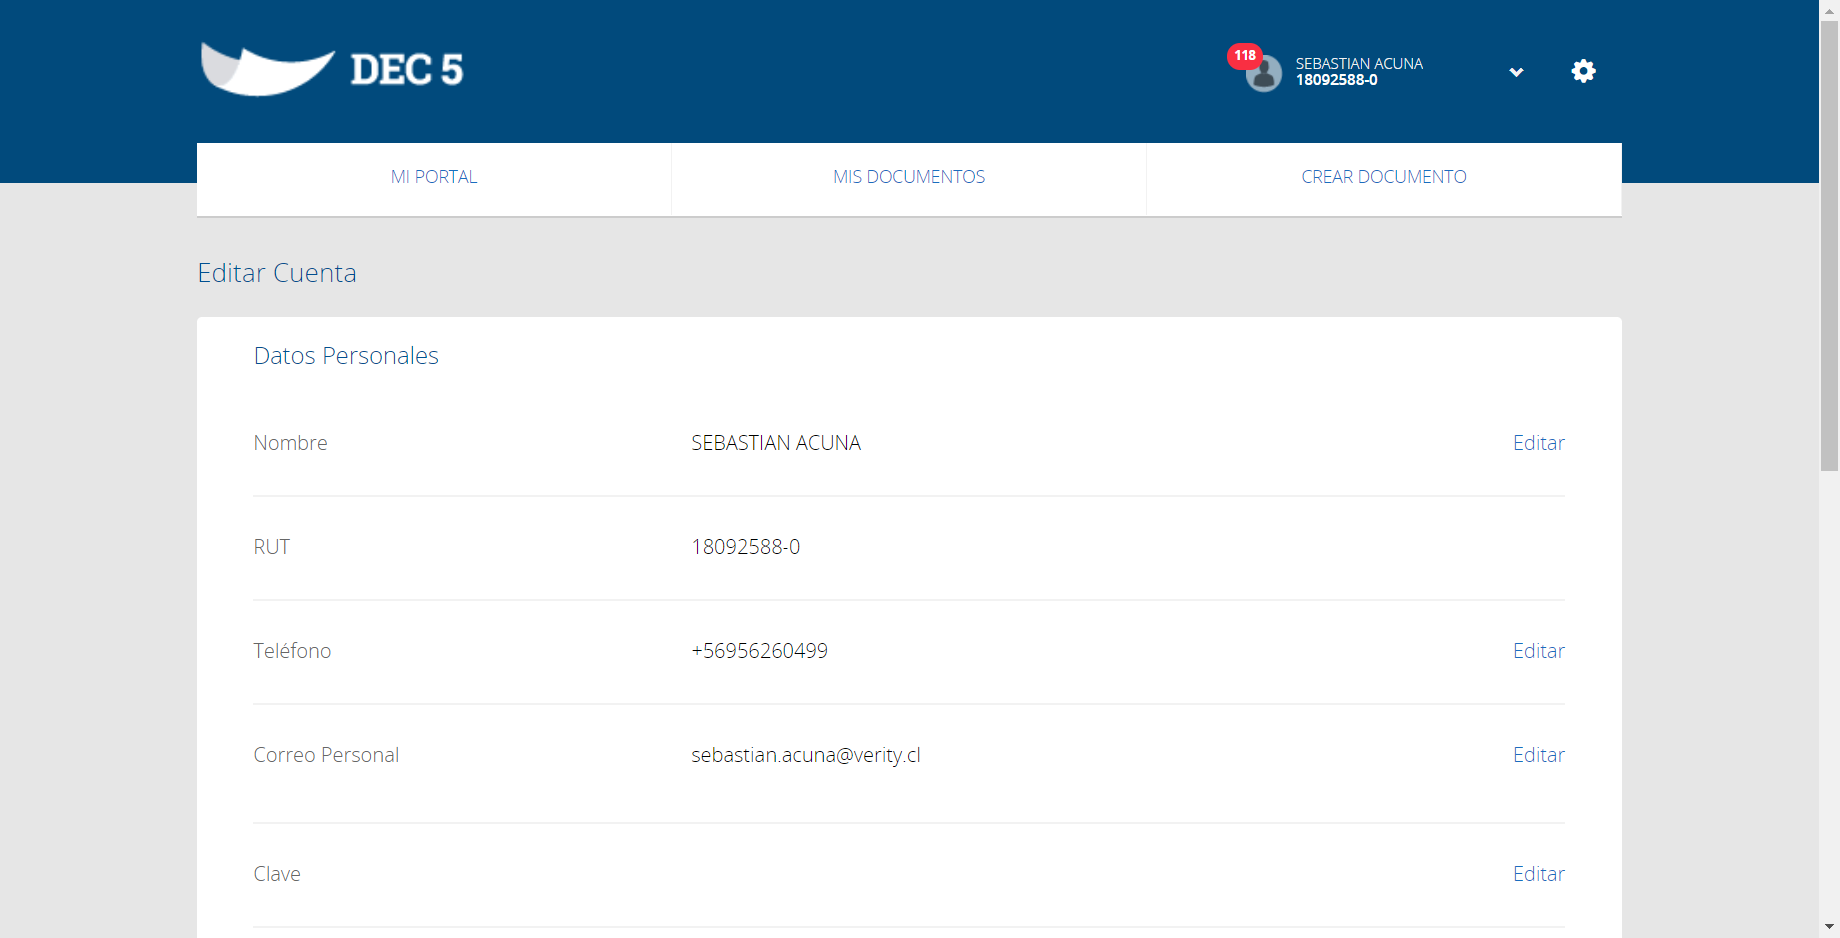 DEC 5
118
SEBASTIAN ACUNA
18092588-0
MI PORTAL
MIS DOCUMENTOS
CREAR DOCUMENTO
Editar Cuenta
Datos Personales
Nombre SEBASTIAN ACUNA Editar
RUT 18092588-0
Teléfono +56956260499 Editar
Correo Personal sebastian.acuna@verity.cl Editar
Clave Editar